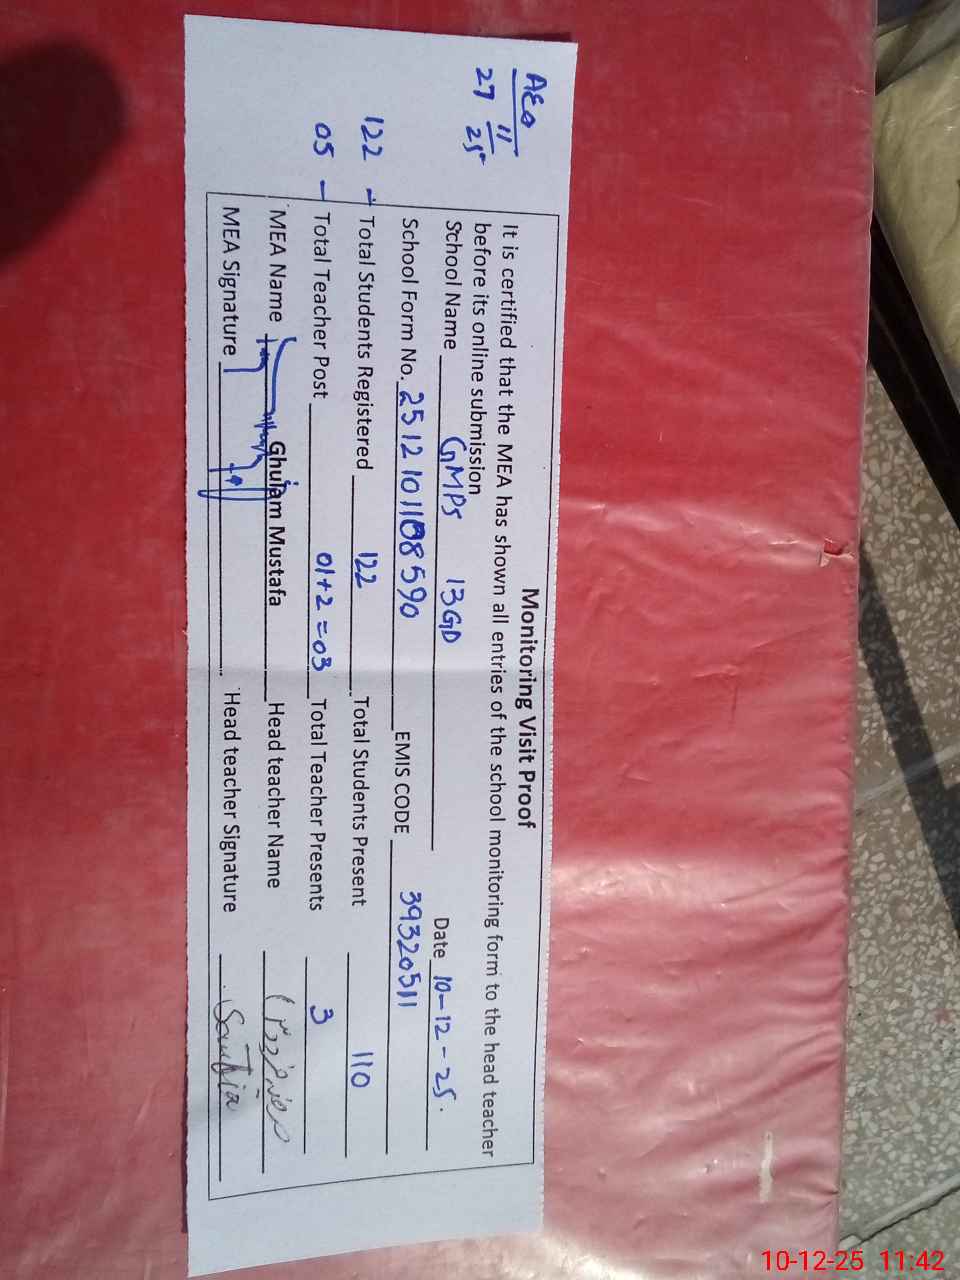 AEO
27 11/25
122 -
05 -
Monitoring Visit Proof
It is certified that the MEA has shown all entries of the school monitoring form to the head teacher
before its online submission
School Name GMPS 13GD Date 10-12-25.
School Form No. 2512101108590 EMIS CODE 39320511
Total Students Registered 122 Total Students Present 110
Total Teacher Post 01+2=03 Total Teacher Presents 3
MEA Name Ghulam Mustafa Head teacher Name
MEA Signature Head teacher Signature
10-12-25 11:42